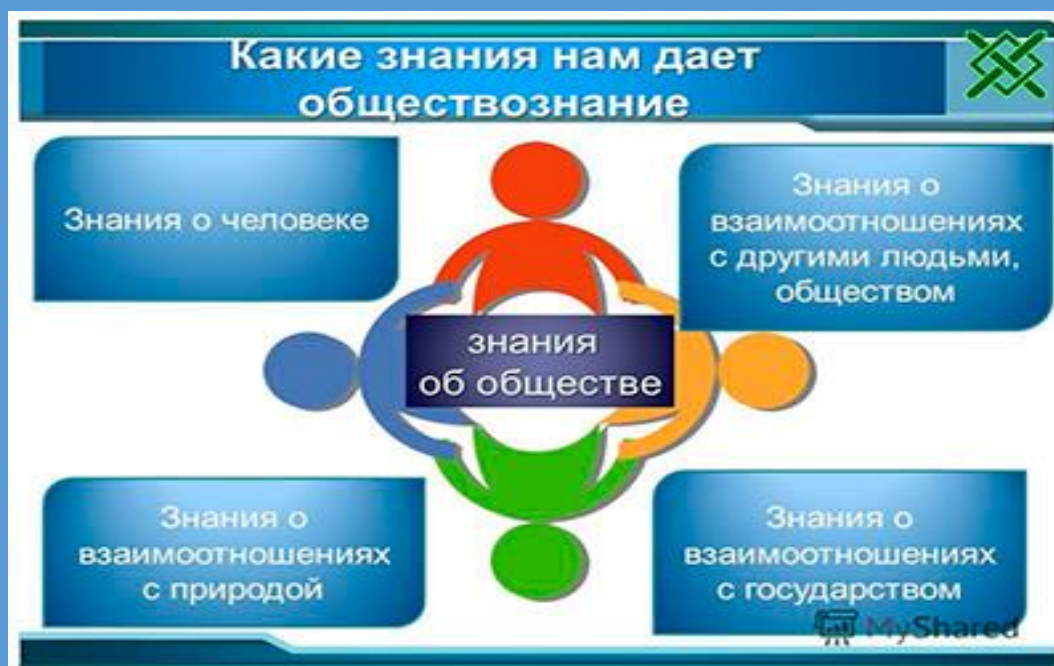 Какие знания нам дает
обществознание
Знания о человеке
Знания о
взаимоотношениях
с другими людьми,
обществом
знания
об обществе
Знания о
взаимоотношениях
с природой
Знания о
взаимоотношениях
с государством
MyShared